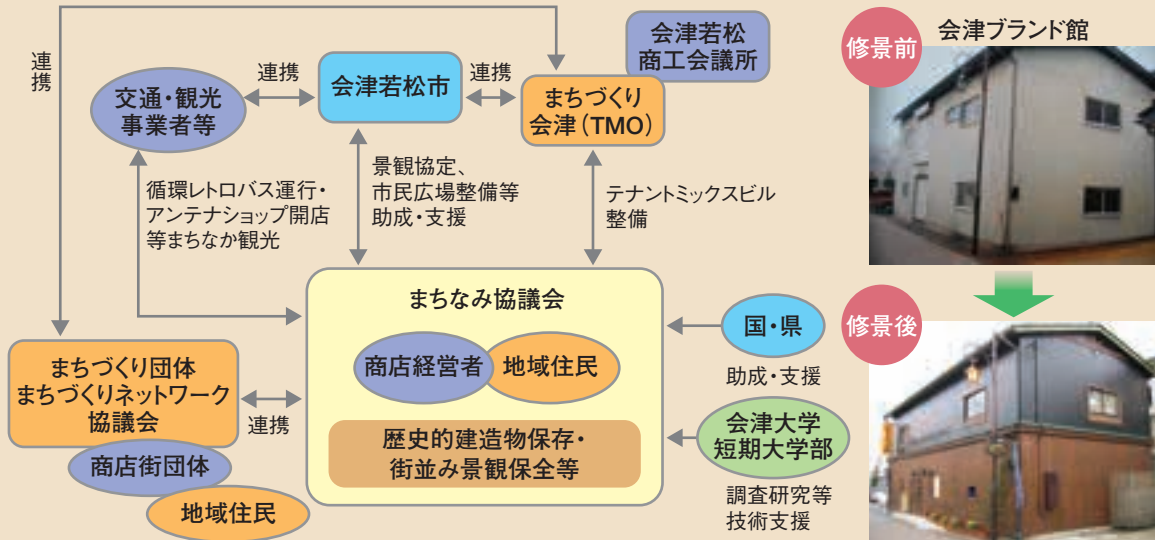 連携
交通・観光
事業者等
連携
会津若松市
連携
会津若松
商工会議所
まちづくり
会津（TMO）
循環レトロバス運行・
アンテナショップ開店
等まちなか観光
景観協定、
市民広場整備等
助成・支援
テナントミックスビル
整備
まちなみ協議会
商店経営者
地域住民
歴史的建造物保存・
街並み景観保全等
まちづくり団体
まちづくりネットワーク
協議会
商店街団体
地域住民
連携
国・県
助成・支援
会津大学
短期大学部
調査研究等
技術支援
会津ブランド館
修景前
修景後